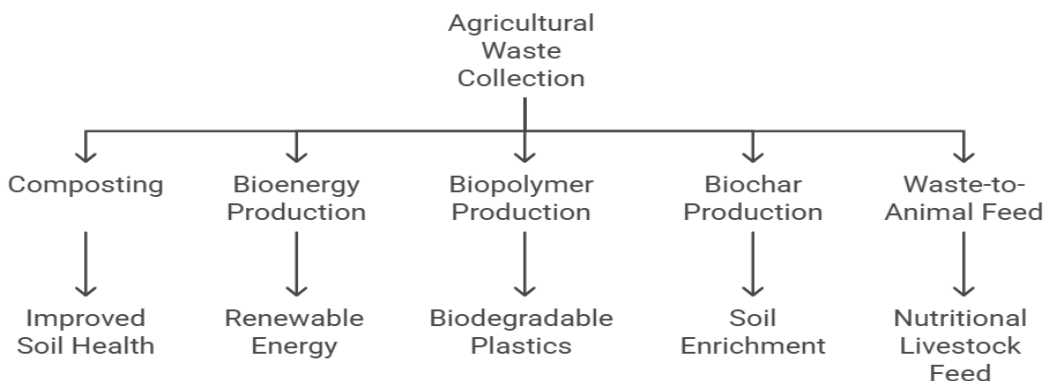 Agricultural
Waste
Collection
Composting
Bioenergy
Production
Biopolymer
Production
Biochar
Production
Waste-to-
Animal Feed
Improved
Soil Health
Renewable
Energy
Biodegradable
Plastics
Soil
Enrichment
Nutritional
Livestock
Feed